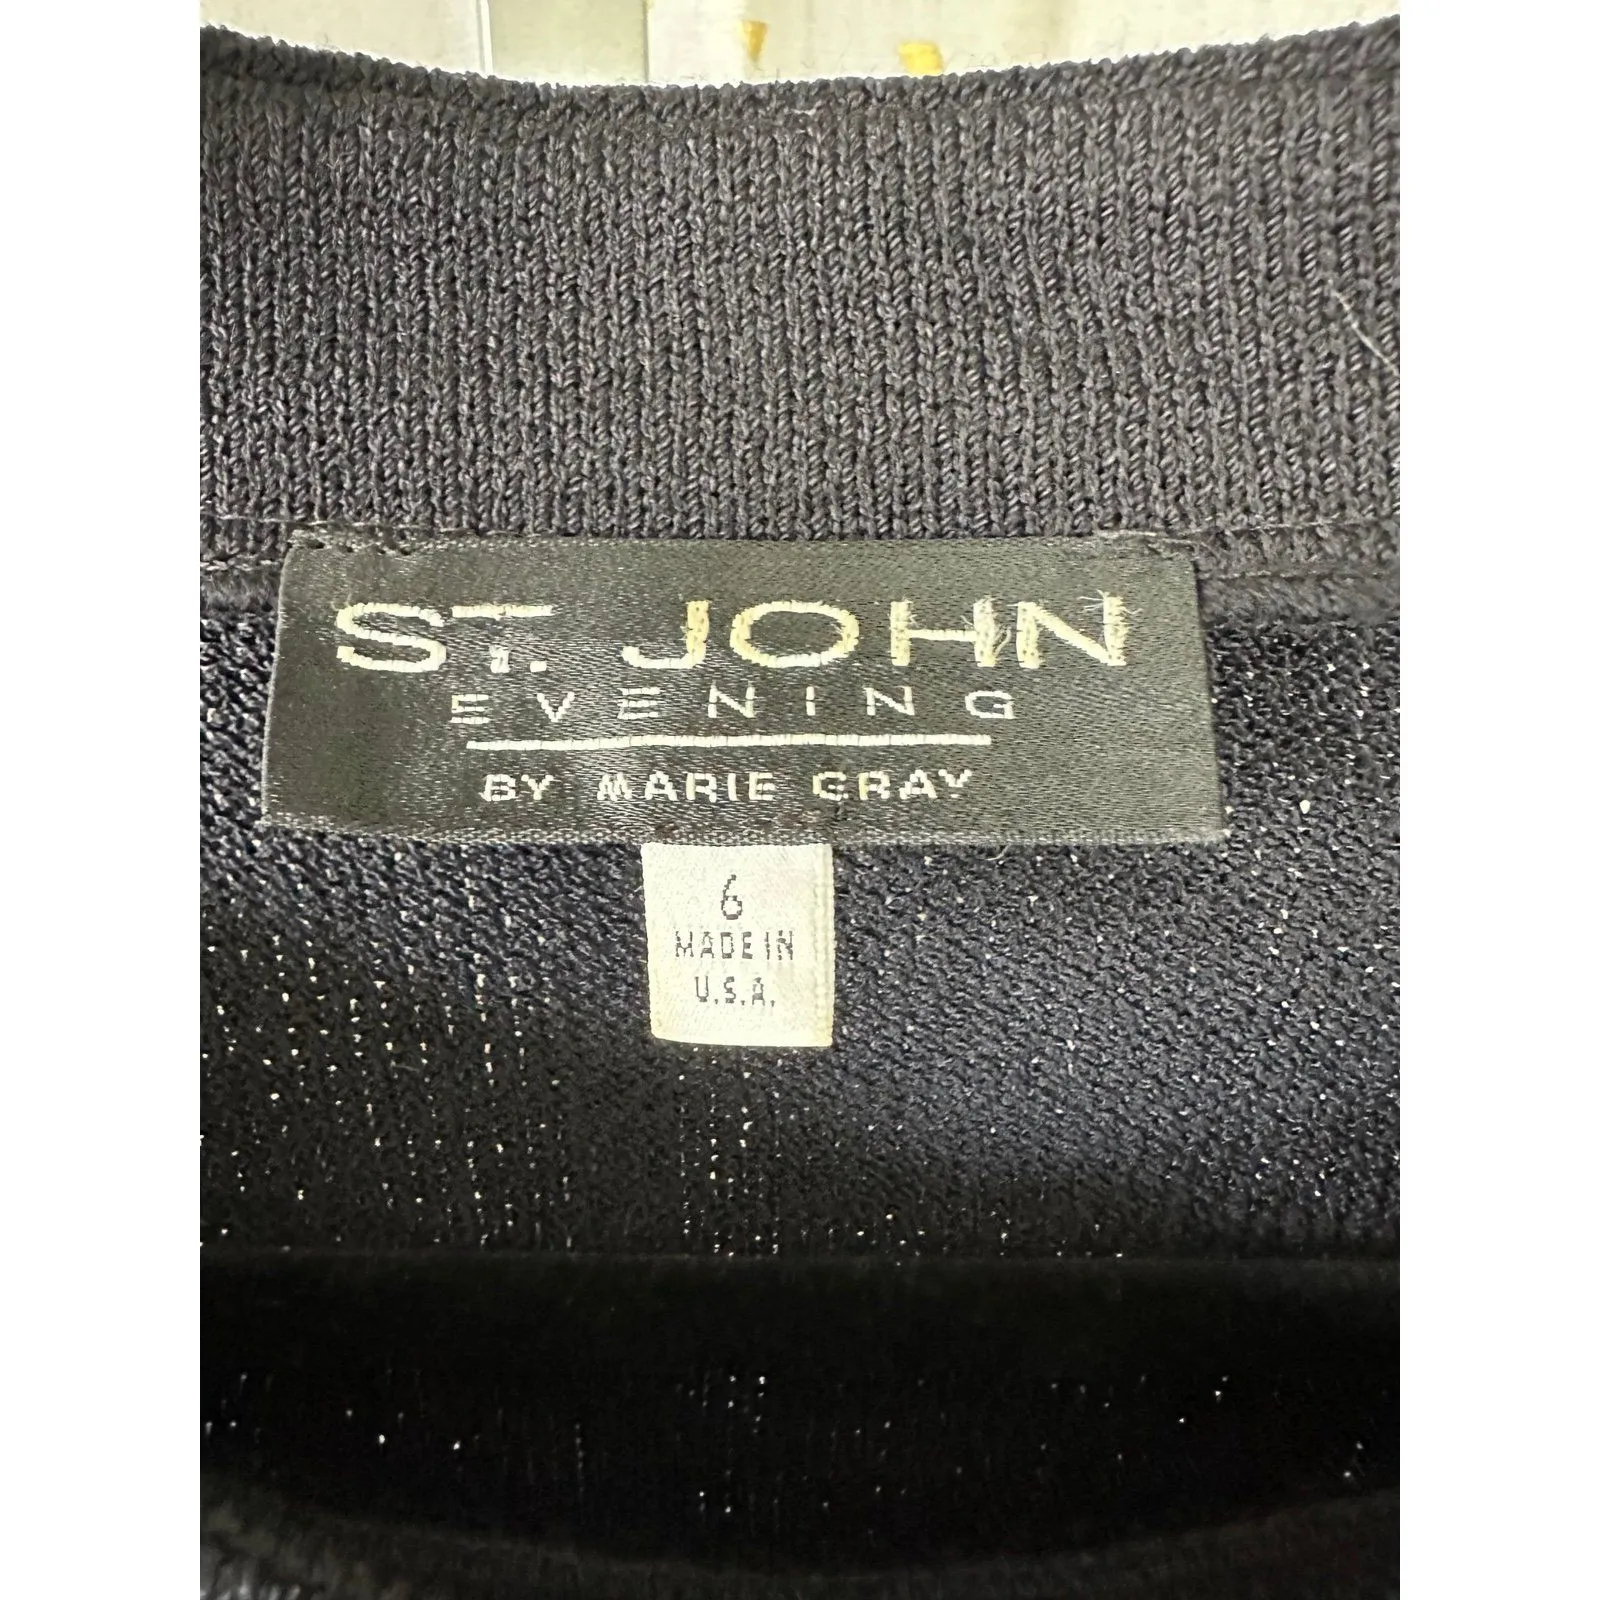 ST. JOHN
EVENING
BY MARIE GRAY
6
MADE IN
U.S.A.